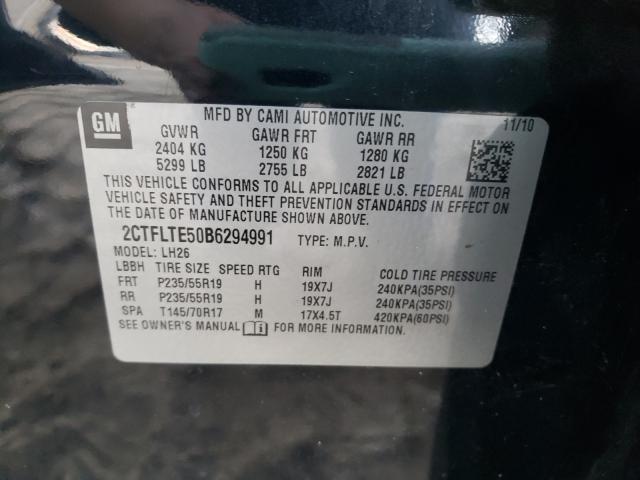 GM
MFD BY CAMI AUTOMOTIVE INC. 11/10
GVWR GAWR FRT GAWR RR
2404 KG 1250 KG 1280 KG
5299 LB 2755 LB 2821 LB
THIS VEHICLE CONFORMS TO ALL APPLICABLE U.S. FEDERAL MOTOR
VEHICLE SAFETY AND THEFT PREVENTION STANDARDS IN EFFECT ON THE
DATE OF MANUFACTURE SHOWN ABOVE.
2CTFLTE50B6294991 TYPE: M.P.V.
MODEL: LH26
LBBH TIRE SIZE SPEED RTG RIM COLD TIRE PRESSURE
FRT P235/55R19 H 19X7J 240KPA(35PSI)
RR P235/55R19 H 19X7J 240KPA(35PSI)
SPA T145/70R17 M 17X4.5T 420KPA(60PSI)
SEE OWNER'S MANUAL FOR MORE INFORMATION.